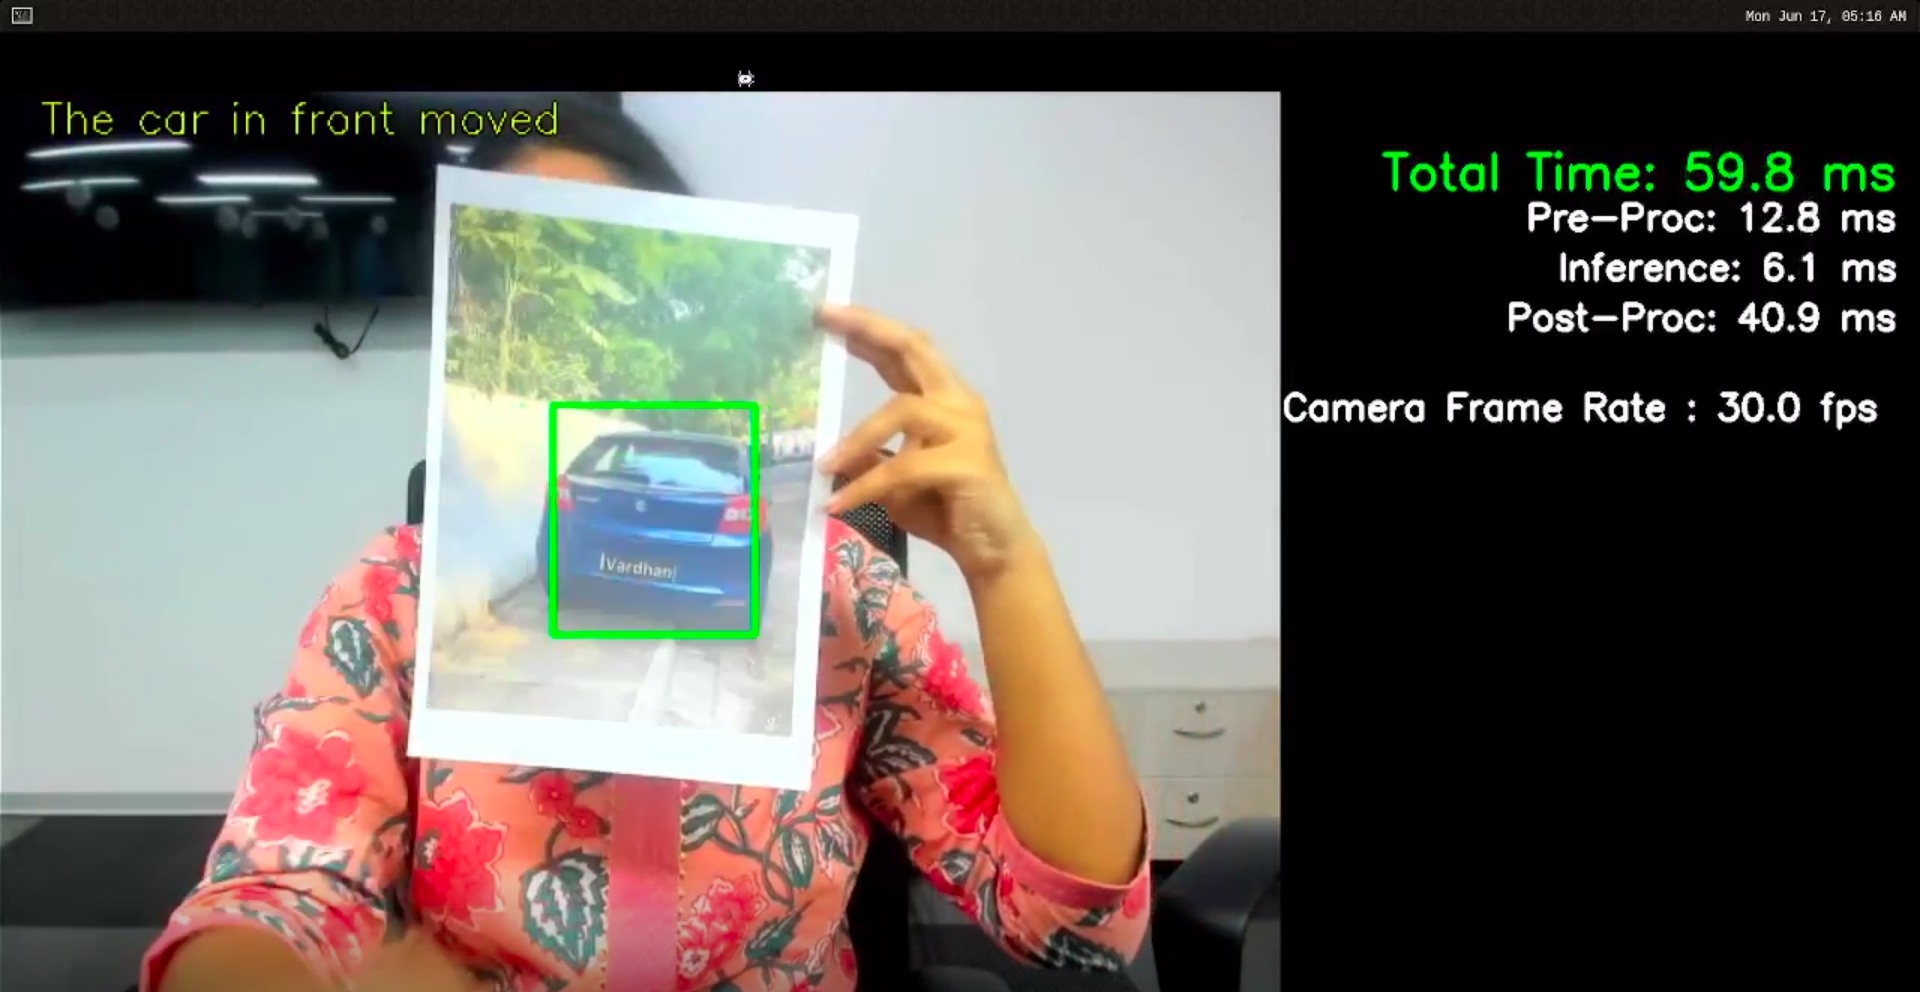 Mon Jun 17, 05:16 AM
The car in front moved
Total Time: 59.8 ms
Pre-Proc: 12.8 ms
Inference: 6.1 ms
Post-Proc: 40.9 ms
Camera Frame Rate : 30.0 fps
|Vardhan|